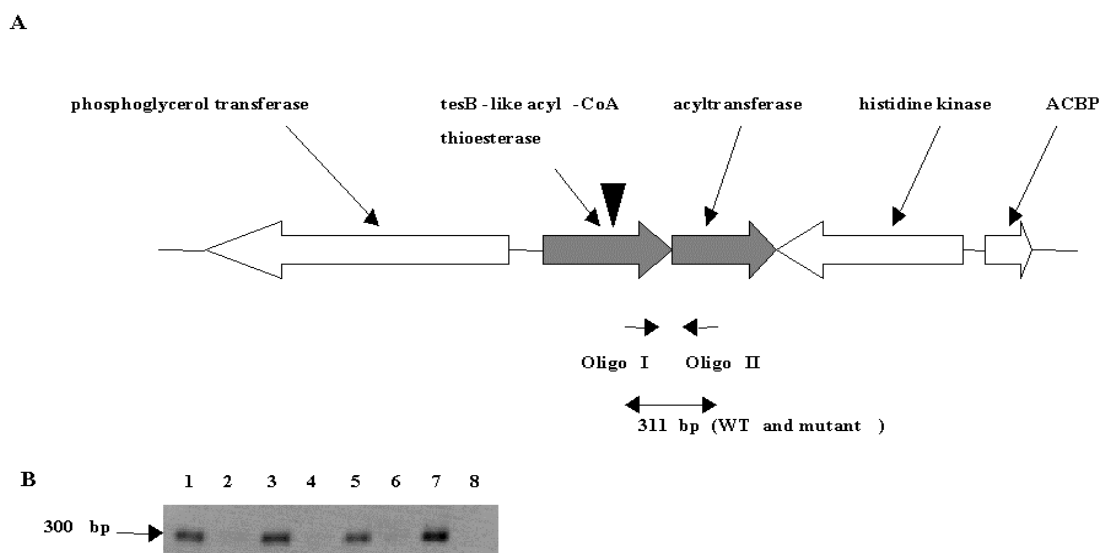 A
phosphoglycerol transferase
tesB -like acyl -CoA
thioesterase
acyltransferase
histidine kinase
ACBP
Oligo I
Oligo II
311 bp (WT and mutant )
B
1 2 3 4 5 6 7 8
300 bp